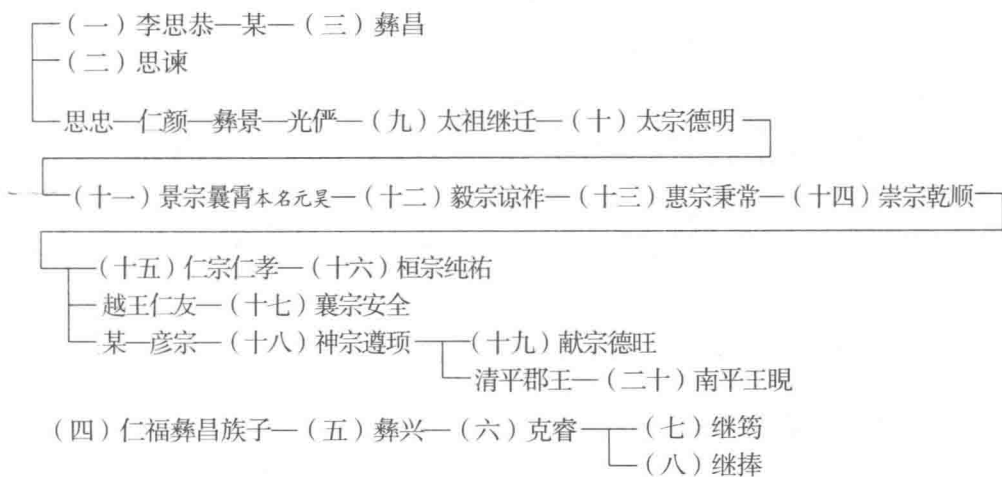 (一)李思恭—某—(三)彝昌
(二)思谏
思忠—仁颜—彝景—光俨—(九)太祖继迁—(十)太宗德明
(十一)景宗曩霄本名元昊—(十二)毅宗谅祚—(十三)惠宗秉常—(十四)崇宗乾顺
(十五)仁宗仁孝—(十六)桓宗纯祐
越王仁友—(十七)襄宗安全
某—彦宗—(十八)神宗遵顼—(十九)献宗德旺
清平郡王—(二十)南平王睍
(四)仁福彝昌族子—(五)彝兴—(六)克睿—(七)继筠
(八)继捧